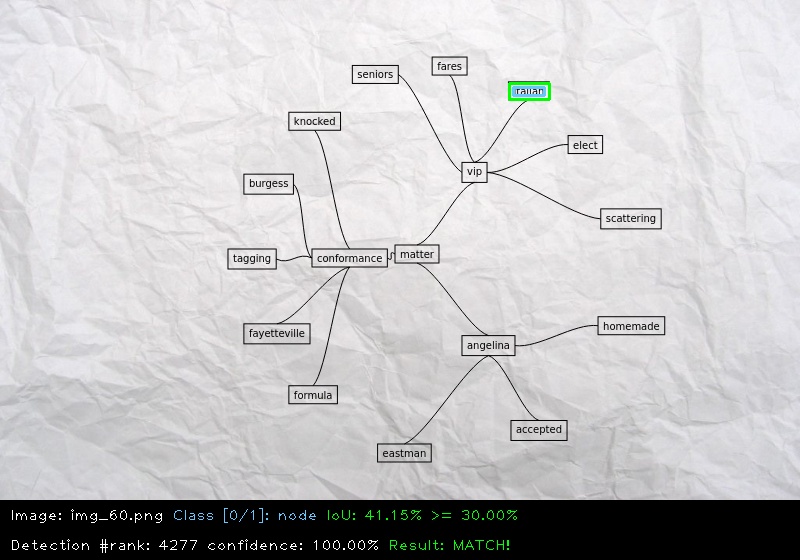 fares
seniors
knocked
elect
vip
burgess
scattering
tagging
conformance
matter
fayetteville
homemade
angelina
formula
accepted
eastman
Image: img_60.png Class [0/1]: node IoU: 41.15% >= 30.00%
Detection #rank: 4277 confidence: 100.00% Result: MATCH!